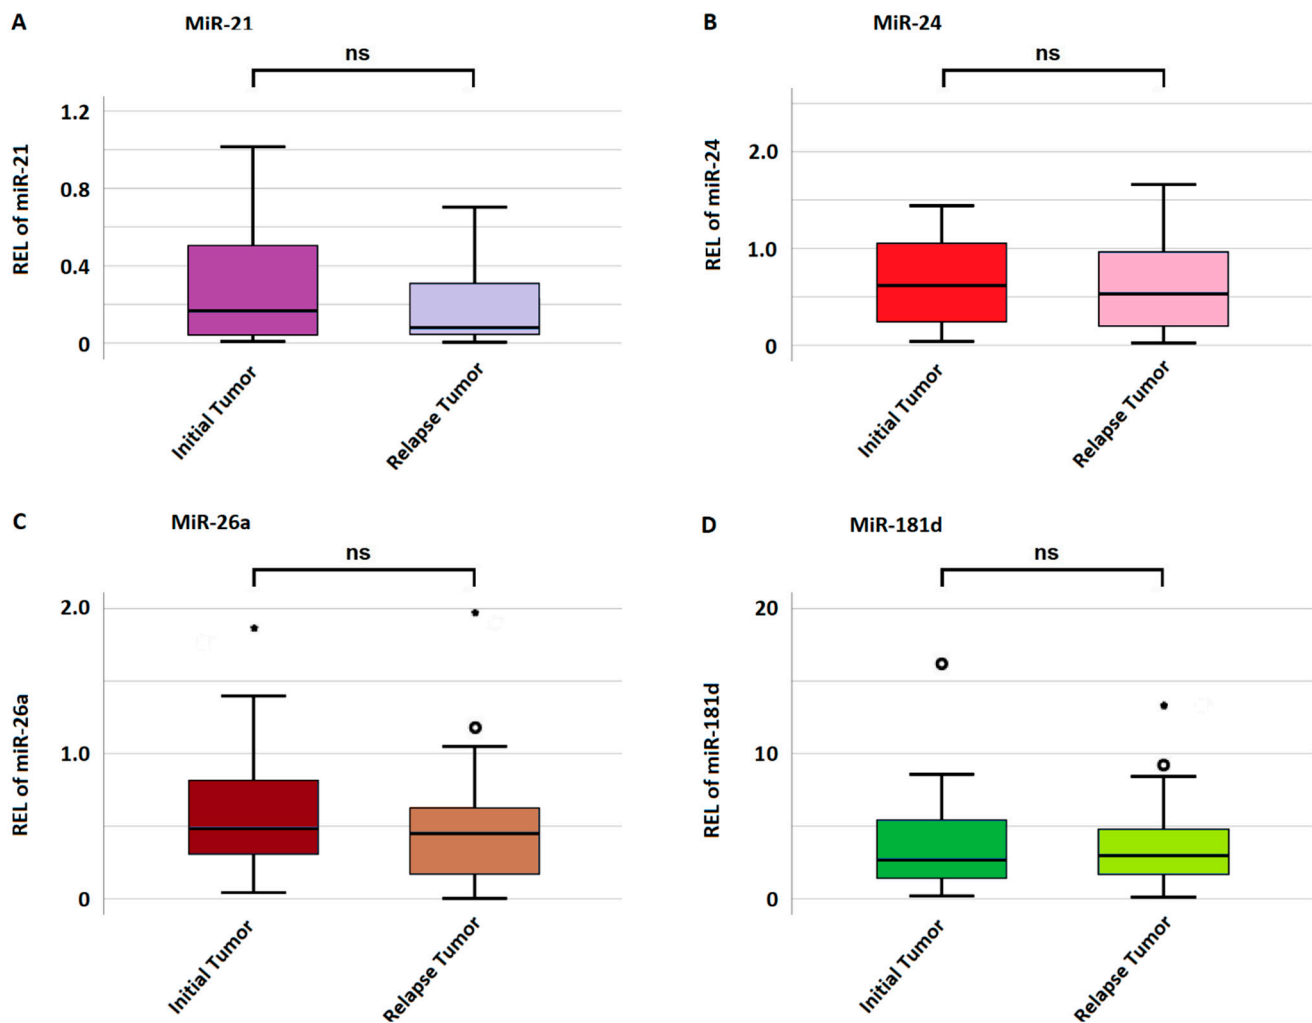 A MiR-21
ns
REL of miR-21
1.2
0.8
0.4
0
Initial Tumor
Relapse Tumor
B MiR-24
ns
REL of miR-24
2.0
1.0
0
Initial Tumor
Relapse Tumor
C MiR-26a
ns
REL of miR-26a
2.0
1.0
0
Initial Tumor
Relapse Tumor
D MiR-181d
ns
REL of miR-181d
20
10
0
Initial Tumor
Relapse Tumor